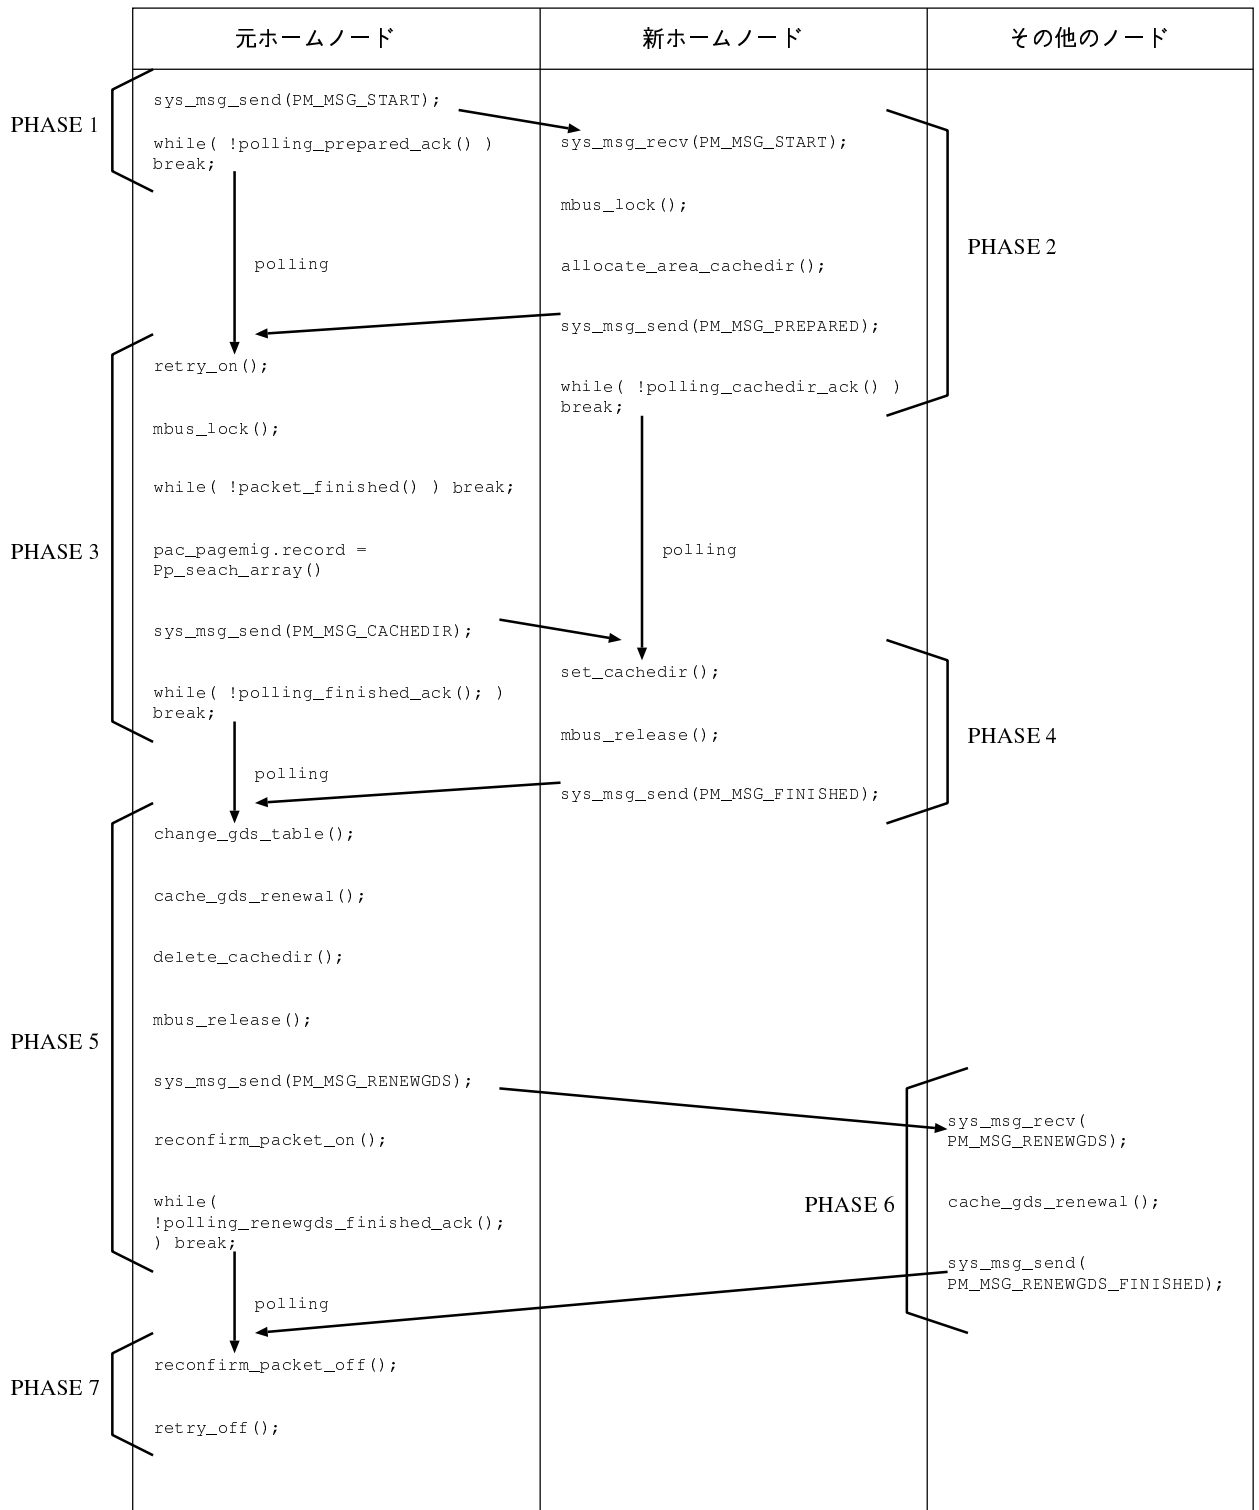 元ホームノード
新ホームノード
その他のノード
PHASE 1
sys_msg_send(PM_MSG_START);
while( !polling_prepared_ack() )
break;
polling
sys_msg_recv(PM_MSG_START);
mbus_lock();
allocate_area_cachedir();
sys_msg_send(PM_MSG_PREPARED);
while( !polling_cachedir_ack() )
break;
PHASE 2
PHASE 3
retry_on();
mbus_lock();
while( !packet_finished() ) break;
pac_pagemig.record =
Pp_seach_array()
sys_msg_send(PM_MSG_CACHEDIR);
while( !polling_finished_ack(); )
break;
polling
polling
set_cachedir();
mbus_release();
sys_msg_send(PM_MSG_FINISHED);
PHASE 4
PHASE 5
change_gds_table();
cache_gds_renewal();
delete_cachedir();
mbus_release();
sys_msg_send(PM_MSG_RENEWGDS);
reconfirm_packet_on();
while(
!polling_renewgds_finished_ack();
) break;
polling
PHASE 6
sys_msg_recv(
PM_MSG_RENEWGDS);
cache_gds_renewal();
sys_msg_send(
PM_MSG_RENEWGDS_FINISHED);
PHASE 7
reconfirm_packet_off();
retry_off();